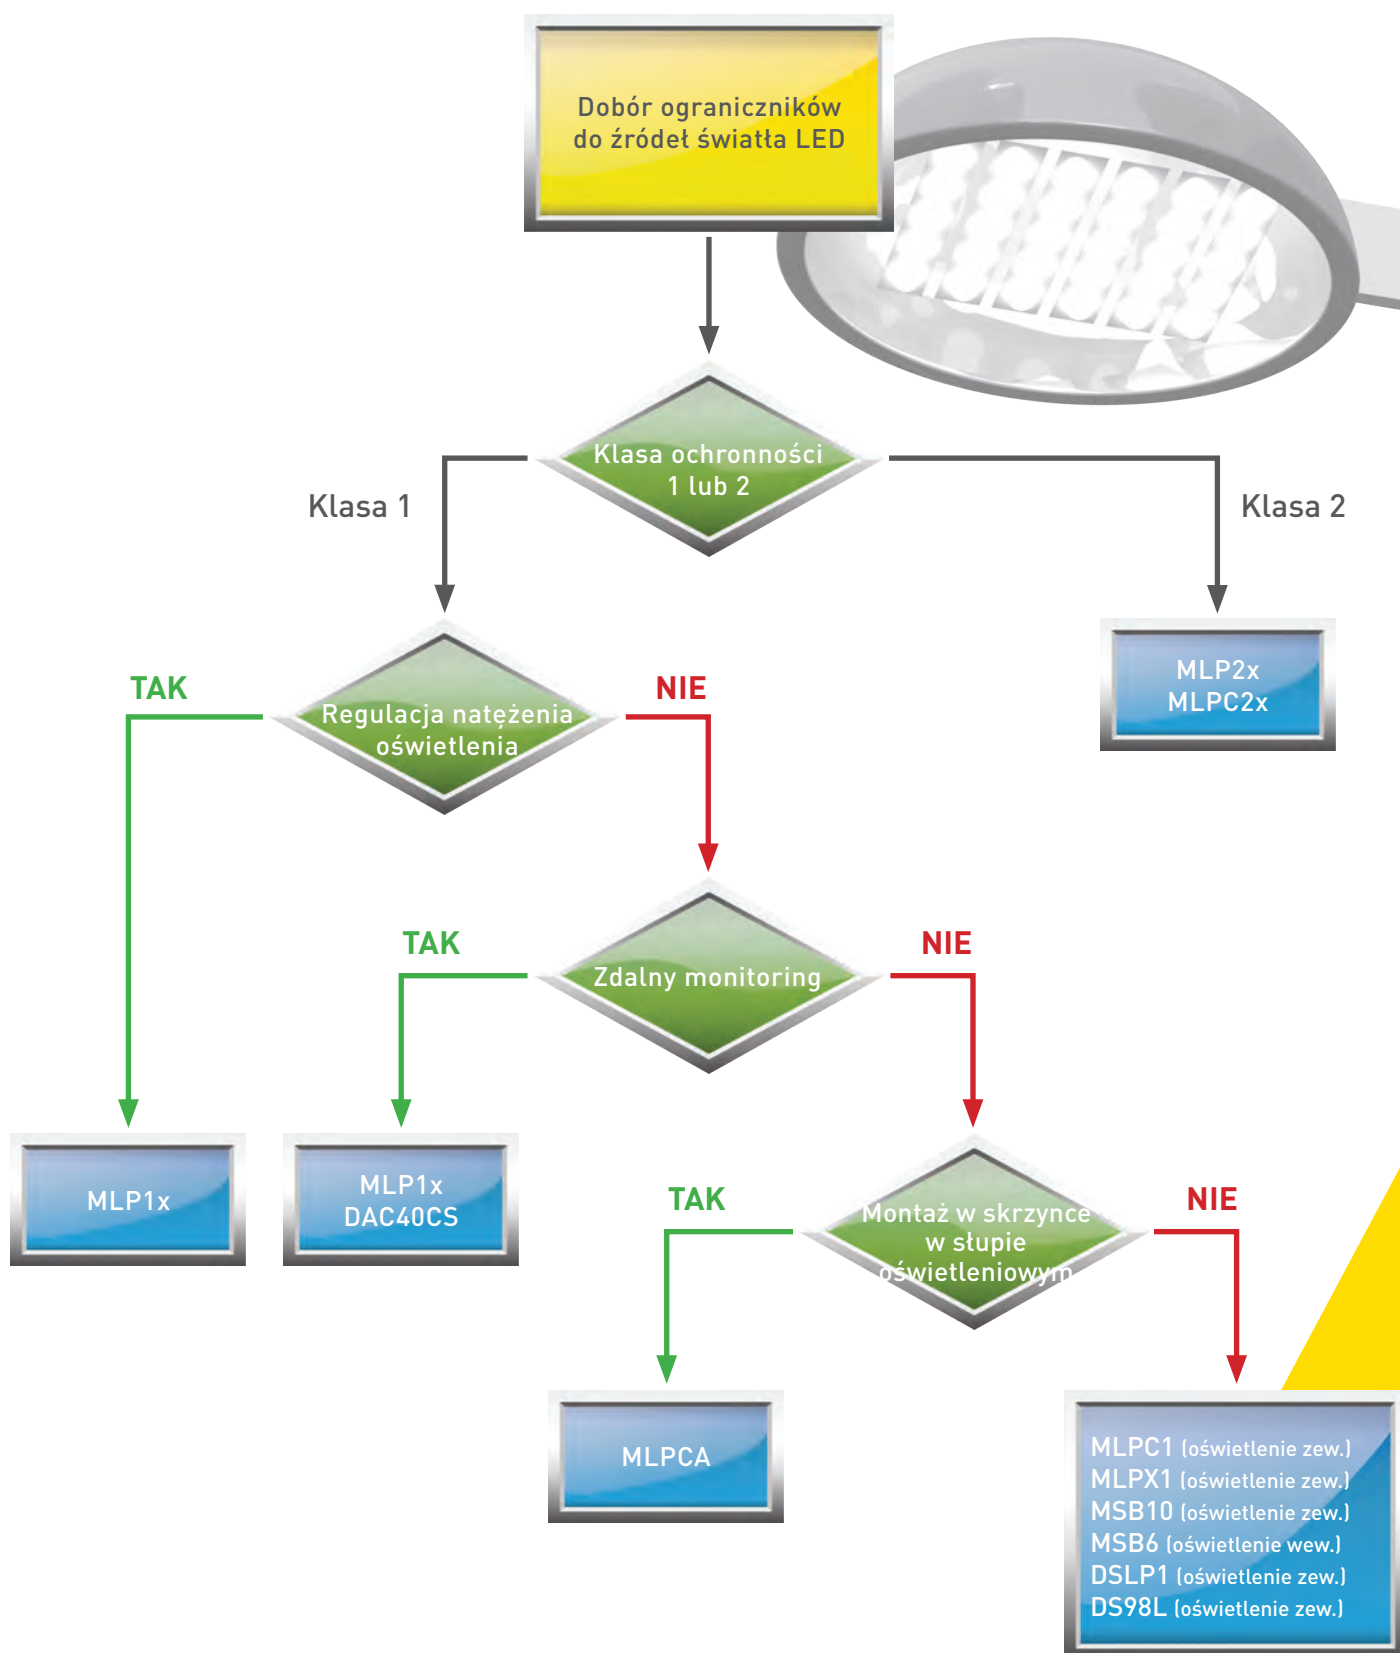 Dobór ograniczników
do źródeł światła LED
Klasa ochronności
1 lub 2
Klasa 1
Klasa 2
MLP2x
MLPC2x
TAK
NIE
Regulacja natężenia
oświetlenia
TAK
NIE
Zdalny monitoring
MLP1x
MLP1x
DAC40CS
TAK
NIE
Montaż w skrzynce
w słupie
oświetleniowym
MLPCA
MLPC1 (oświetlenie zew.)
MLPX1 (oświetlenie zew.)
MSB10 (oświetlenie zew.)
MSB6 (oświetlenie wew.)
DSLP1 (oświetlenie zew.)
DS98L (oświetlenie zew.)